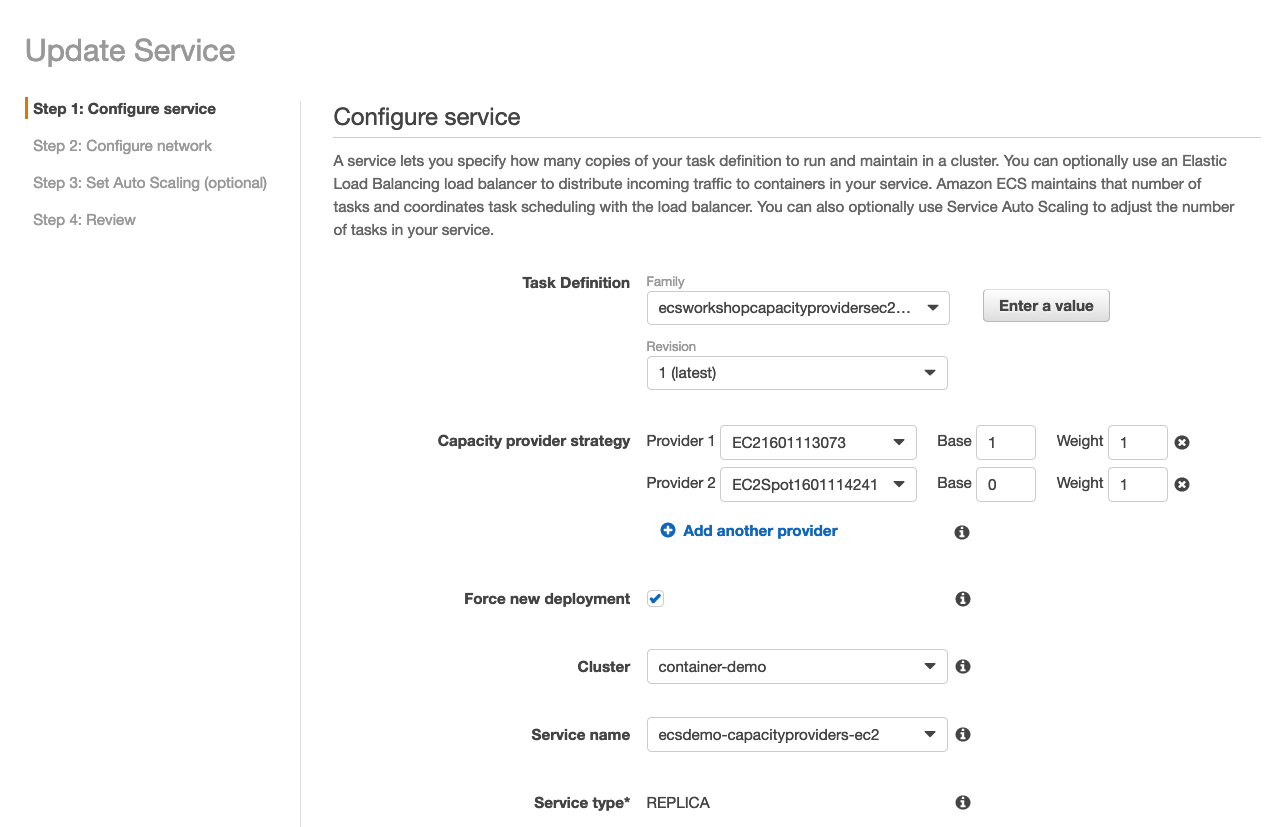 Update Service
Step 1: Configure service
Step 2: Configure network
Step 3: Set Auto Scaling (optional)
Step 4: Review
Configure service
A service lets you specify how many copies of your task definition to run and maintain in a cluster. You can optionally use an Elastic
Load Balancing load balancer to distribute incoming traffic to containers in your service. Amazon ECS maintains that number of
tasks and coordinates task scheduling with the load balancer. You can also optionally use Service Auto Scaling to adjust the number
of tasks in your service.
Task Definition
Family
ecsworkshopcapacityprovidersec2...
Enter a value
Revision
1 (latest)
Capacity provider strategy Provider 1 EC21601113073 Base 1 Weight 1
Provider 2 EC2Spot1601114241 Base 0 Weight 1
Add another provider
Force new deployment
Cluster container-demo
Service name ecsdemo-capacityproviders-ec2
Service type* REPLICA